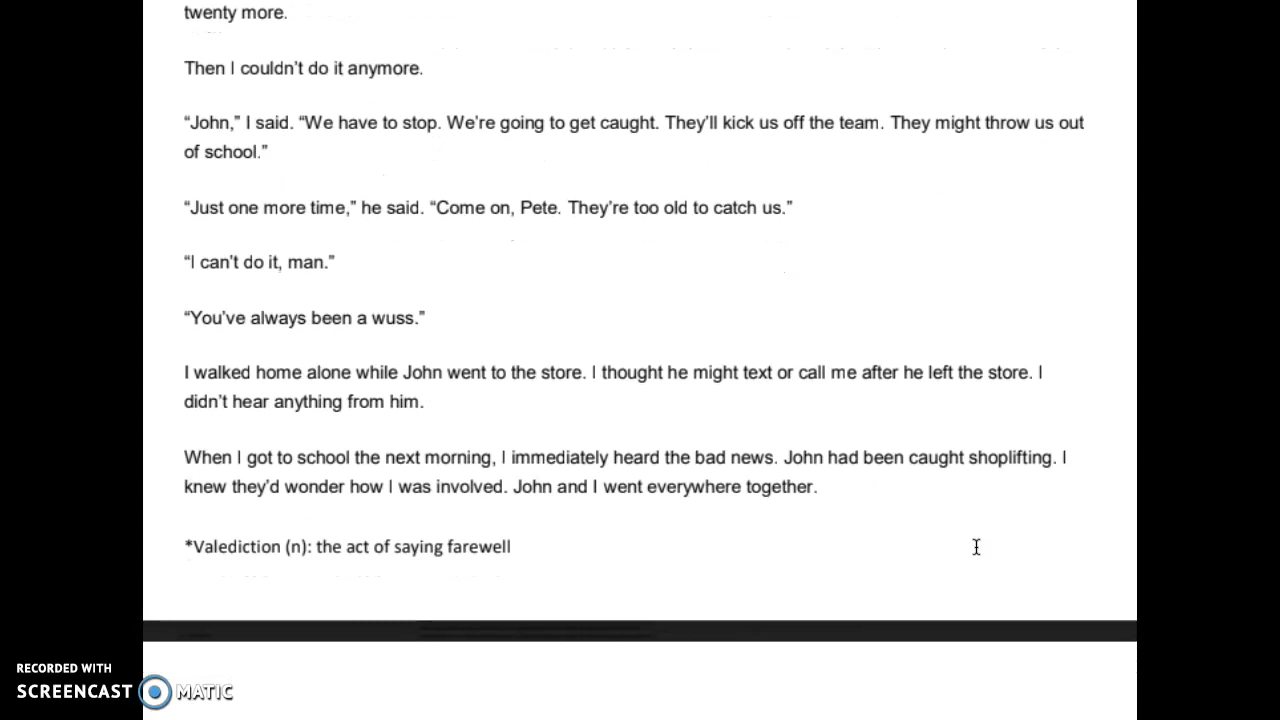 twenty more.
Then I couldn't do it anymore.
“John,” I said. “We have to stop. We're going to get caught. They'll kick us off the team. They might throw us out
of school.”
“Just one more time,” he said. “Come on, Pete. They're too old to catch us.”
“I can't do it, man.”
“You've always been a wuss.”
I walked home alone while John went to the store. I thought he might text or call me after he left the store. I
didn't hear anything from him.
When I got to school the next morning, I immediately heard the bad news. John had been caught shoplifting. I
knew they'd wonder how I was involved. John and I went everywhere together.
*Valediction (n): the act of saying farewell
RECORDED WITH
SCREENCAST MATIC